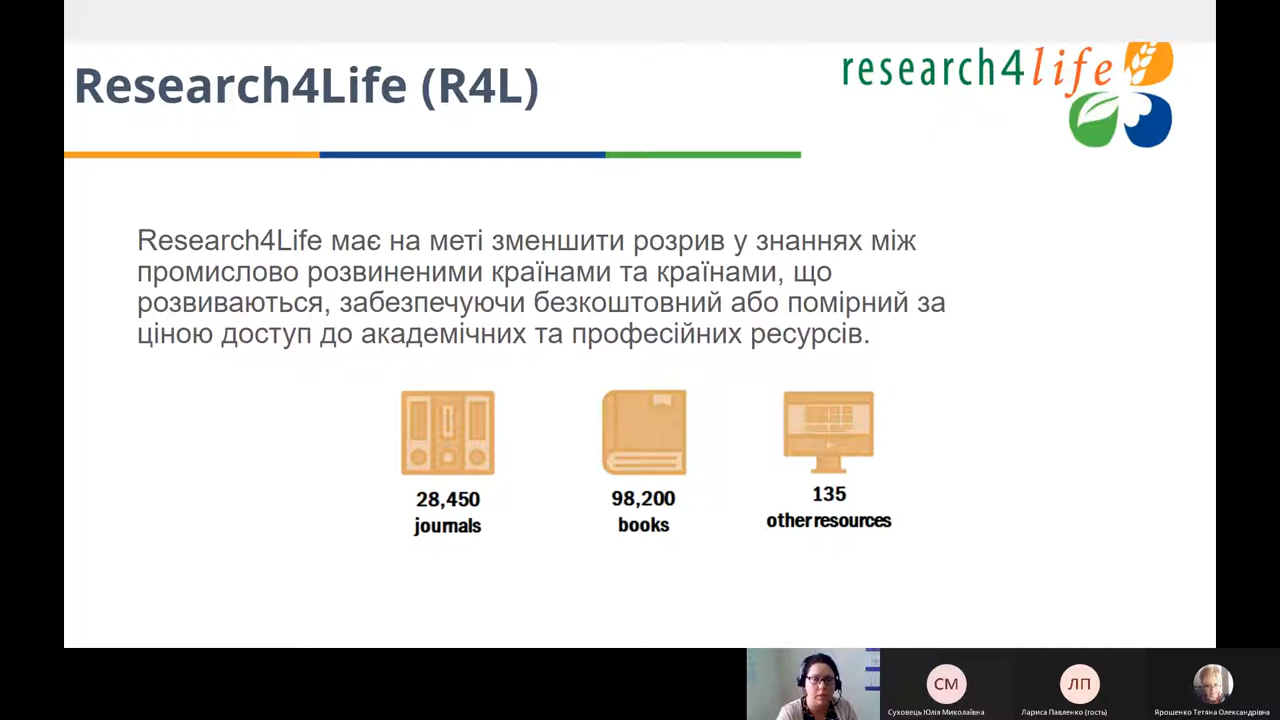 Research4Life (R4L)
research4life
Research4Life має на меті зменшити розрив у знаннях між
промислово розвиненими країнами та країнами, що
розвиваються, забезпечуючи безкоштовний або помірний за
ціною доступ до академічних та професійних ресурсів.
28,450
journals
98,200
books
135
other resources
СМ
ЛП
Суховець Юлія Миколаївна
Лариса Павленко (гость)
Ярошенко Тетяна Олександрівна